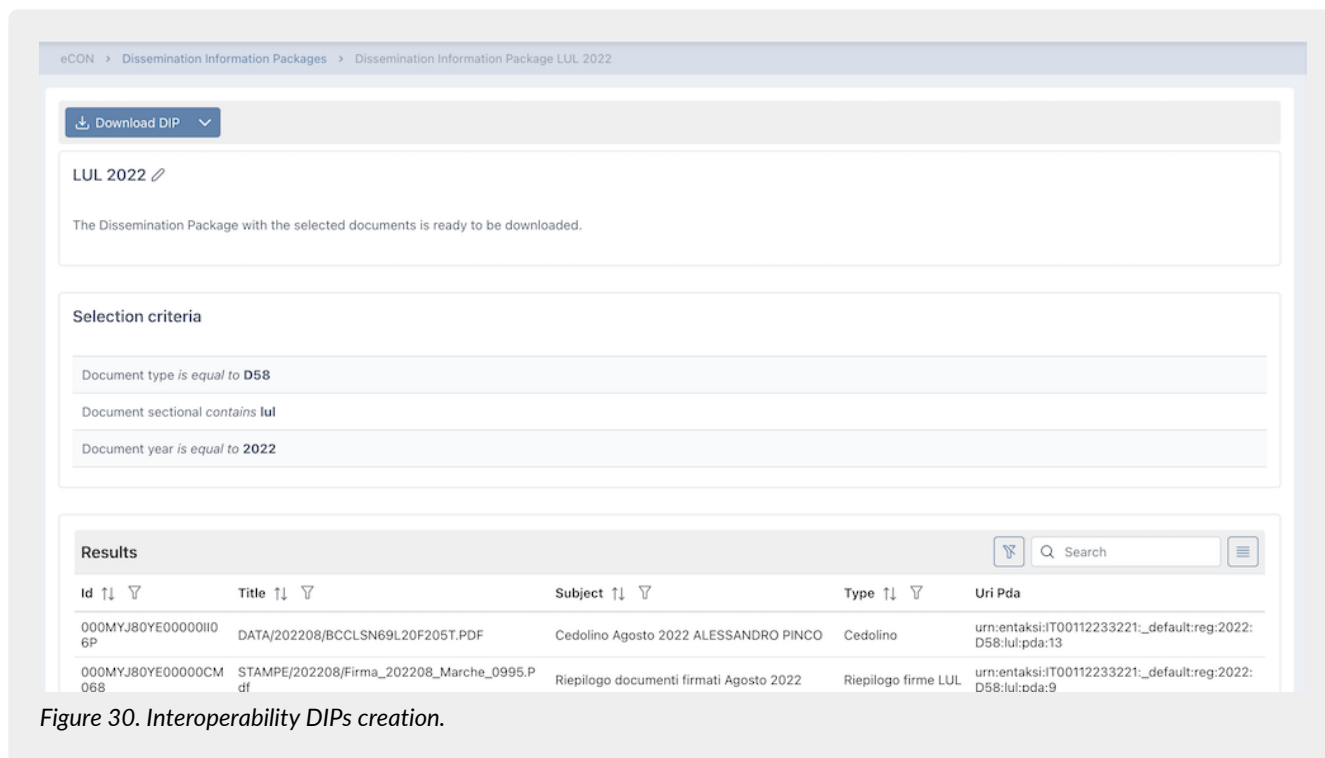 eCON > Dissemination Information Packages > Dissemination Information Package LUL 2022
Download DIP
LUL 2022
The Dissemination Package with the selected documents is ready to be downloaded.
Selection criteria
Document type is equal to D58
Document sectional contains lul
Document year is equal to 2022
Results
Search
Id Title Subject Type Uri Pda
000MYJ80YE00000II0 DATA/202208/BCCLSN69L20F205T.PDF Cedolino Agosto 2022 ALESSANDRO PINCO Cedolino urn:entaksi:IT00112233221:_default:reg:2022:
6P D58:lul:pda:13
000MYJ80YE00000CM STAMPE/202208/Firma_202208_Marche_0995.P Riepilogo documenti firmati Agosto 2022 Riepilogo firme LUL urn:entaksi:IT00112233221:_default:reg:2022:
068 df D58:lul:pda:9
Figure 30. Interoperability DIPs creation.